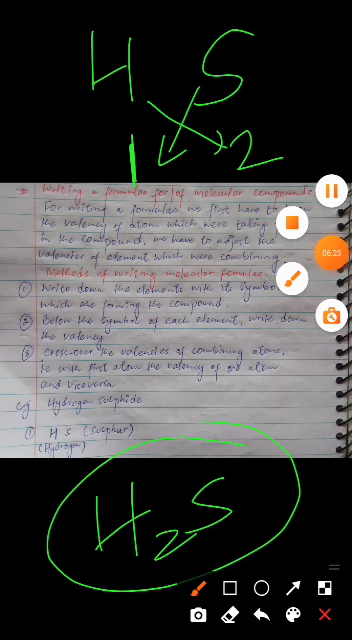 H S
1 2
Writing a formulae for/of molecular compounds
For writing a formulae we first have to
the valency of atom which were taking
in the compound, we have to adjust the
valencies of element which were combining.
Methods of writing molecular formulae.
① Write down the elements with its symbol
which are forming the compound.
② Below the symbol of each element, write down
the valency
③ Cross-over the valencies of combining atoms,
ie with first atom the valency of 2nd atom
and viceversa
eg Hydrogen sulphide
① H S (Sulphur)
(Hydrogen)
H2S
06:23